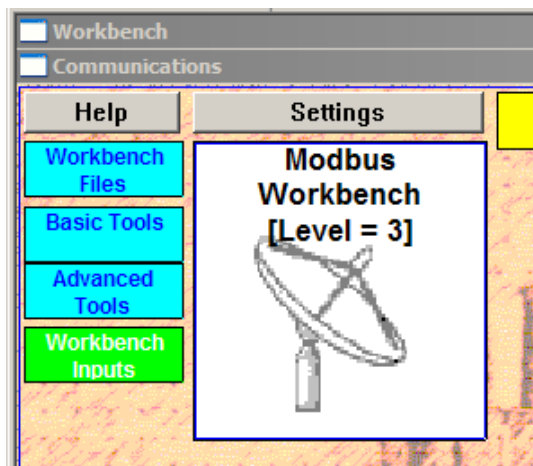 Workbench
Communications
Help
Settings
Workbench
Files
Basic Tools
Advanced
Tools
Workbench
Inputs
Modbus
Workbench
[Level = 3]